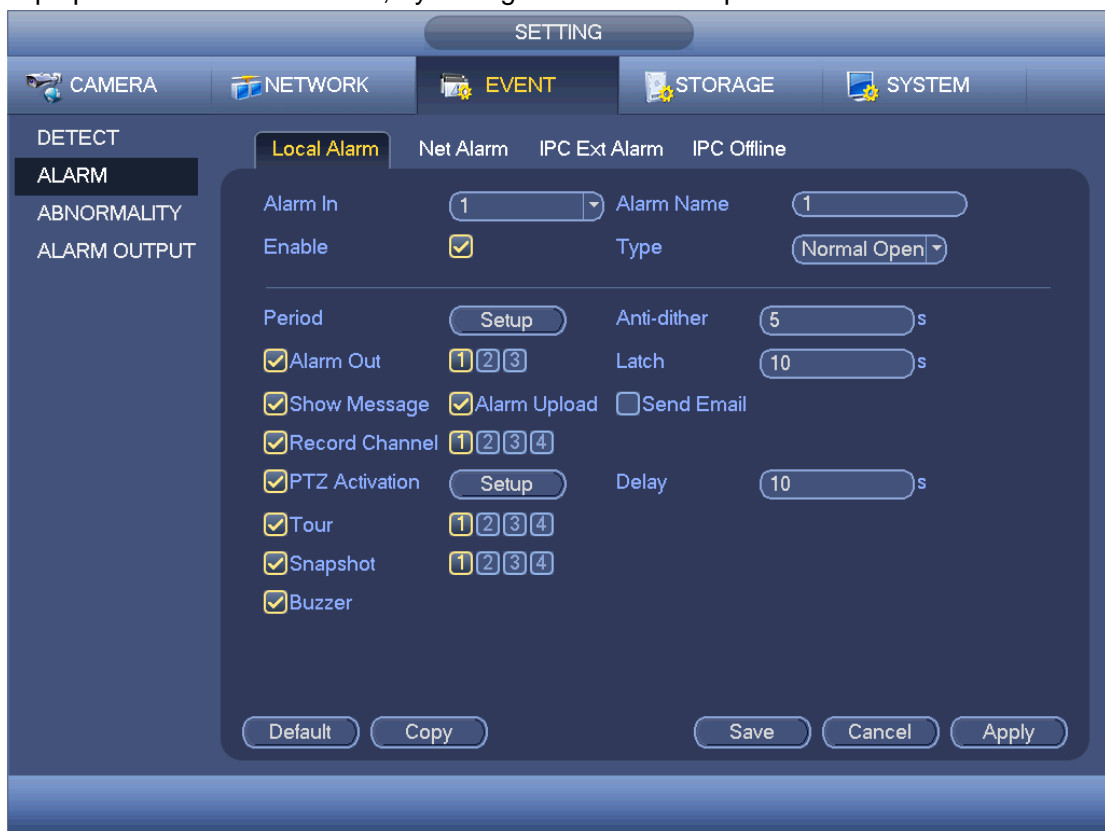 SETTING
CAMERA NETWORK EVENT STORAGE SYSTEM
DETECT
ALARM
ABNORMALITY
ALARM OUTPUT
Local Alarm Net Alarm IPC Ext Alarm IPC Offline
Alarm In 1 Alarm Name 1
Enable Type Normal Open
Period Setup Anti-dither 5 s
Alarm Out 1 2 3 Latch 10 s
Show Message Alarm Upload Send Email
Record Channel 1 2 3 4
PTZ Activation Setup Delay 10 s
Tour 1 2 3 4
Snapshot 1 2 3 4
Buzzer
Default Copy Save Cancel Apply